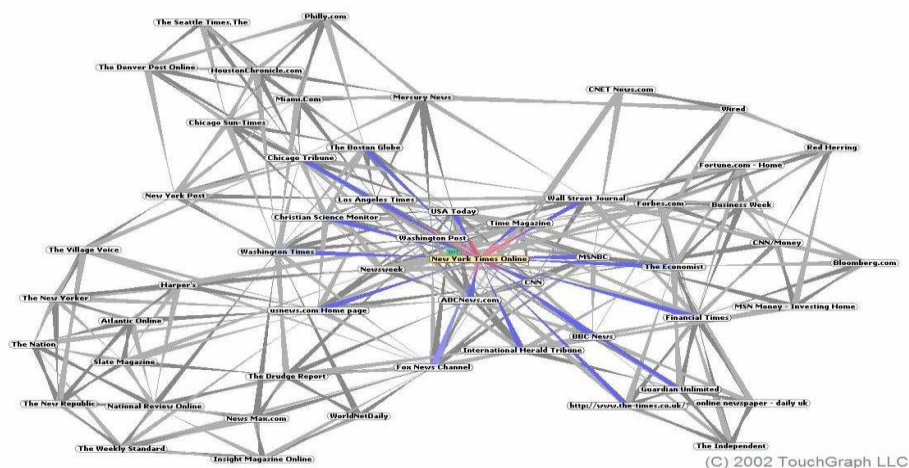 Philly.com
The Seattle Times,The
The Denver Post Online
HoustonChronicle.com
CNET News.com
Miami.Com
Mercury News
Wired
Chicago Sun-Times
The Boston Globe
Red Herring
Chicago Tribune
Fortune.com - Home
New York Post
Los Angeles Times
Wall Street Journal
Forbes.com
Business Week
USA Today
Christian Science Monitor
Time Magazine
Washington Post
CNN/Money
The Village Voice
Washington Times
New York Times Online
MSNBC
Bloomberg.com
Newsweek
The Economist
CNN
Harper's
The New Yorker
ABCNews.com
MSN Money - Investing Home
usnews.com Home page
Financial Times
Atlantic Online
BBC News
The Nation
International Herald Tribune
Slate Magazine
Fox News Channel
The Drudge Report
Guardian Unlimited
The New Republic
National Review Online
http://www.the-times.co.uk/
online newspaper - daily uk
News Max.com
WorldNetDaily
The Independent
The Weekly Standard
Insight Magazine Online
(C) 2002 TouchGraph LLC